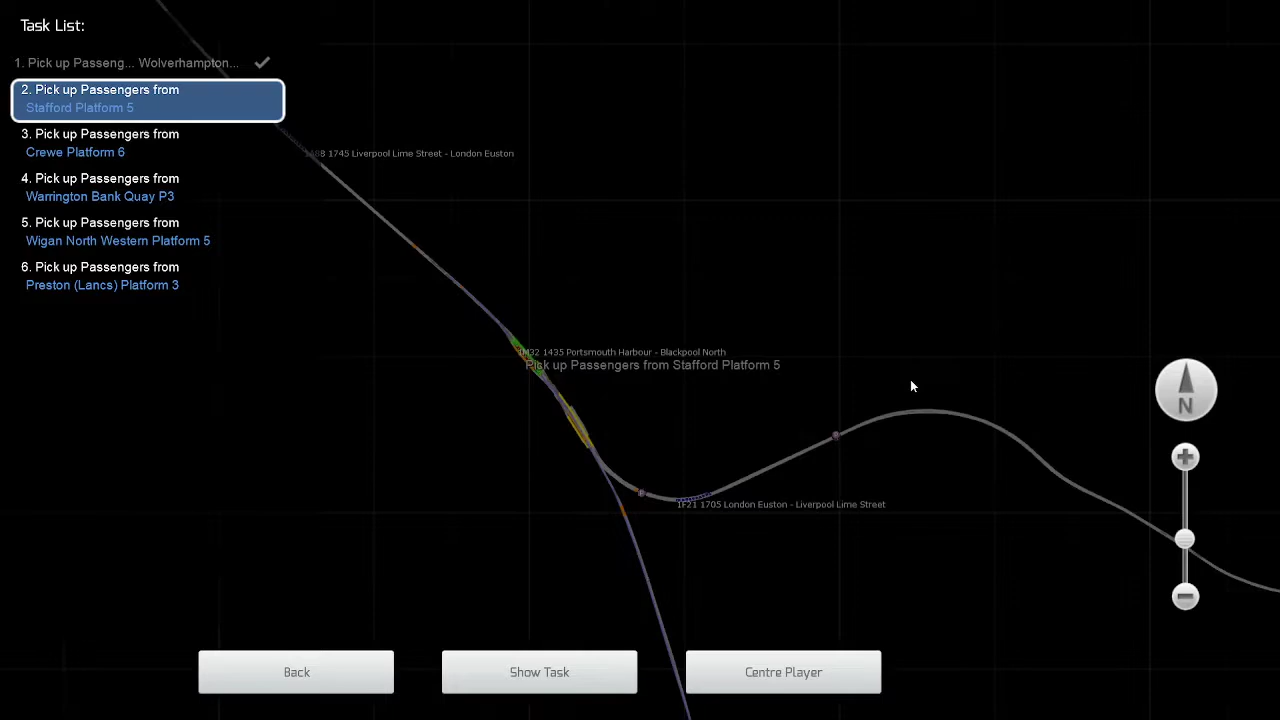 Task List:
1. Pick up Passeng... Wolverhampton...
2. Pick up Passengers from
Stafford Platform 5
3. Pick up Passengers from
Crewe Platform 6
4. Pick up Passengers from
Warrington Bank Quay P3
5. Pick up Passengers from
Wigan North Western Platform 5
6. Pick up Passengers from
Preston (Lancs) Platform 3
1745 Liverpool Lime Street - London Euston
1M32 1435 Portsmouth Harbour - Blackpool North
Pick up Passengers from Stafford Platform 5
1F21 1705 London Euston - Liverpool Lime Street
N
Back
Show Task
Centre Player